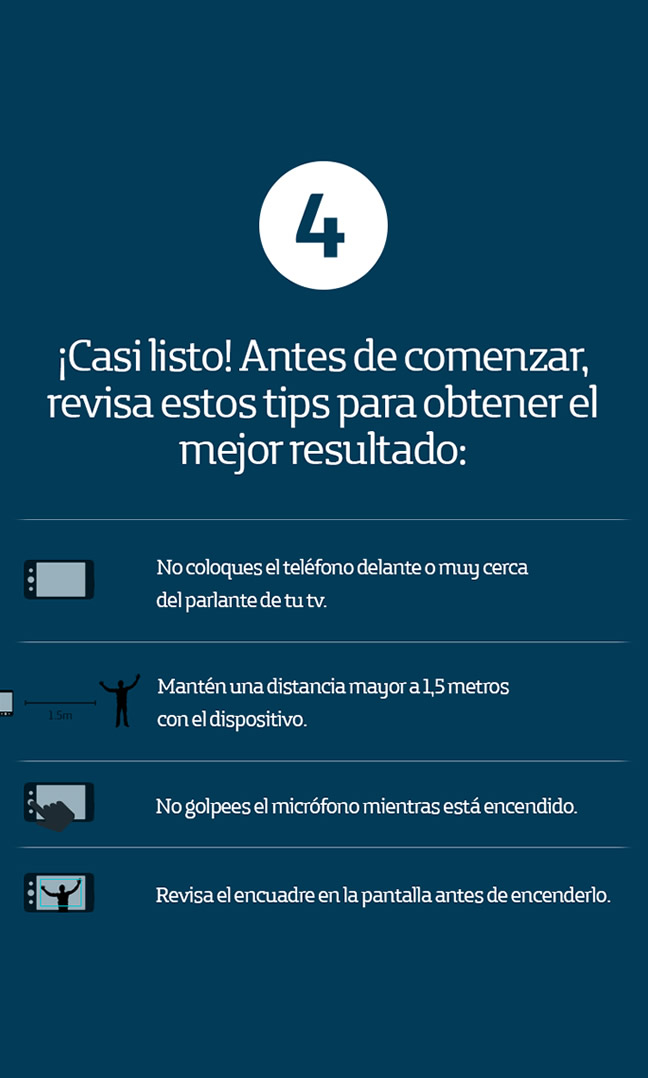 4
¡Casi listo! Antes de comenzar,
revisa estos tips para obtener el
mejor resultado:
No coloques el teléfono delante o muy cerca
del parlante de tu tv.
1.5m
Mantén una distancia mayor a 1,5 metros
con el dispositivo.
No golpees el micrófono mientras está encendido.
Revisa el encuadre en la pantalla antes de encenderlo.